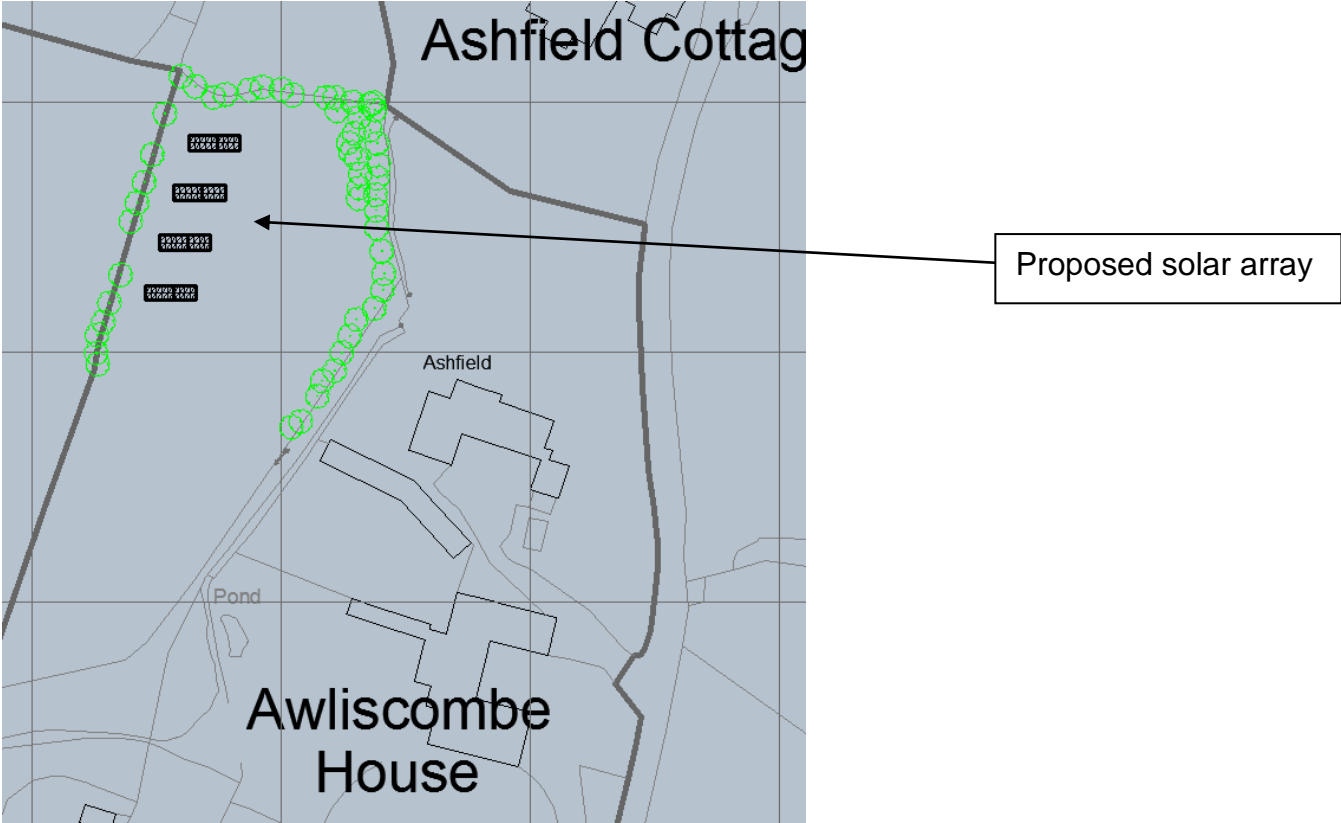 Ashfield Cottag
Proposed solar array
Ashfield
Pond
Awliscombe
House